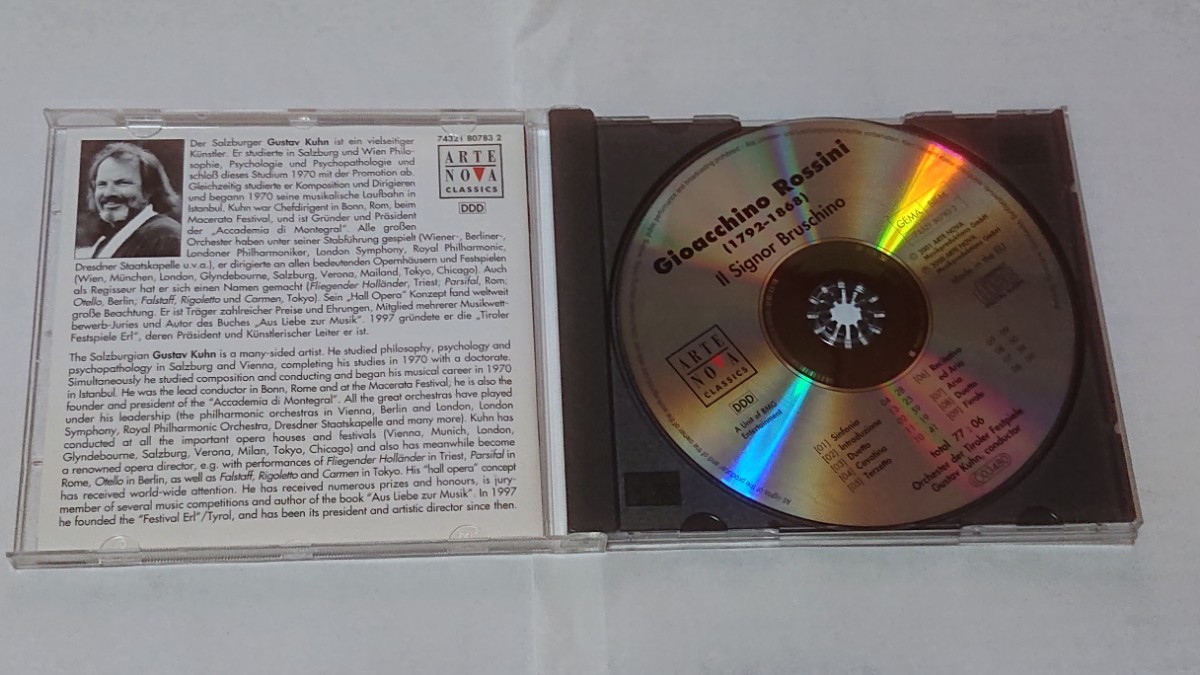 74321 80783 2
ARTE
NOVA
CLASSICS
DDD
Der Salzburger Gustav Kuhn ist ein vielseitiger
Künstler. Er studierte in Salzburg und Wien Philo-
sophie, Psychologie und Psychopathologie und
schloß dieses Studium 1970 mit der Promotion ab.
Gleichzeitig studierte er Komposition und Dirigieren
und begann 1970 seine musikalische Laufbahn in
Istanbul. Kuhn war Chefdirigent in Bonn, Rom, beim
Macerata Festival, und ist Gründer und Präsident
der „Accademia di Montegral". Alle großen
Orchester haben unter seiner Stabführung gespielt (Wiener-, Berliner-,
Londoner Philharmoniker, London Symphony, Royal Philharmonic,
Dresdner Staatskapelle u.v.a.), er dirigierte an allen bedeutenden Opernhäusern und Festspielen
(Wien, München, London, Glyndebourne, Salzburg, Verona, Mailand, Tokyo, Chicago). Auch
als Regisseur hat er sich einen Namen gemacht (Fliegender Holländer, Triest; Parsifal, Rom;
Otello, Berlin; Falstaff, Rigoletto und Carmen, Tokyo). Sein „Hall Opera" Konzept fand weltweit
große Beachtung. Er ist Träger zahlreicher Preise und Ehrungen, Mitglied mehrerer Musikwett-
bewerb-Juries und Autor des Buches „Aus Liebe zur Musik". 1997 gründete er die „Tiroler
Festspiele Erl", deren Präsident und Künstlerischer Leiter er ist.
The Salzburgian Gustav Kuhn is a many-sided artist. He studied philosophy, psychology and
psychopathology in Salzburg and Vienna, completing his studies in 1970 with a doctorate.
Simultaneously he studied composition and conducting and began his musical career in 1970
in Istanbul. He was the lead conductor in Bonn, Rome and at the Macerata Festival; he is also the
founder and president of the "Accademia di Montegral". All the great orchestras have played
under his leadership (the philharmonic orchestras in Vienna, Berlin and London, London
Symphony, Royal Philharmonic Orchestra, Dresdner Staatskapelle and many more). Kuhn has
conducted at all the important opera houses and festivals (Vienna, Munich, London,
Glyndebourne, Salzburg, Verona, Milan, Tokyo, Chicago) and also has meanwhile become
a renowned opera director, e.g. with performances of Fliegender Holländer in Triest, Parsifal in
Rome, Otello in Berlin, as well as Falstaff, Rigoletto and Carmen in Tokyo. His "hall opera" concept
has received world-wide attention. He has received numerous prizes and honours, is jury-
member of several music competitions and author of the book "Aus Liebe zur Musik". In 1997
he founded the "Festival Erl"/Tyrol, and has been its president and artistic director since then.
Gioacchino Rossini
(1792-1868)
Il Signor Bruschino
GEMA
74321 80783 2
Made in the EU
ARTE
NOVA
CLASSICS
DDD
A Unit of BMG
Entertainment
[01] Sinfonia
[02] Introduzione
[03] Duetto
[04] Cavatina
[05] Terzetto
[06] Recitativo
ed Aria
[07] Aria
[08] Duetto
[09] Finale
total 77:06
Orchester der Tiroler Festspiele
Gustav Kuhn, conductor